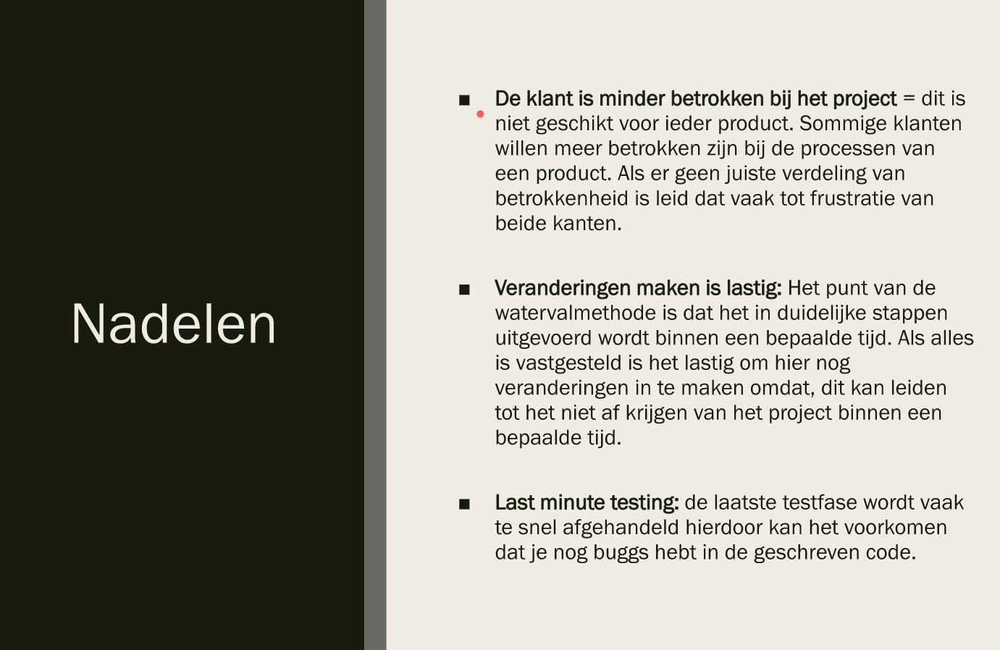 Nadelen
■ De klant is minder betrokken bij het project = dit is
niet geschikt voor ieder product. Sommige klanten
willen meer betrokken zijn bij de processen van
een product. Als er geen juiste verdeling van
betrokkenheid is leid dat vaak tot frustratie van
beide kanten.
■ Veranderingen maken is lastig: Het punt van de
watervalmethode is dat het in duidelijke stappen
uitgevoerd wordt binnen een bepaalde tijd. Als alles
is vastgesteld is het lastig om hier nog
veranderingen in te maken omdat, dit kan leiden
tot het niet af krijgen van het project binnen een
bepaalde tijd.
■ Last minute testing: de laatste testfase wordt vaak
te snel afgehandeld hierdoor kan het voorkomen
dat je nog buggs hebt in de geschreven code.